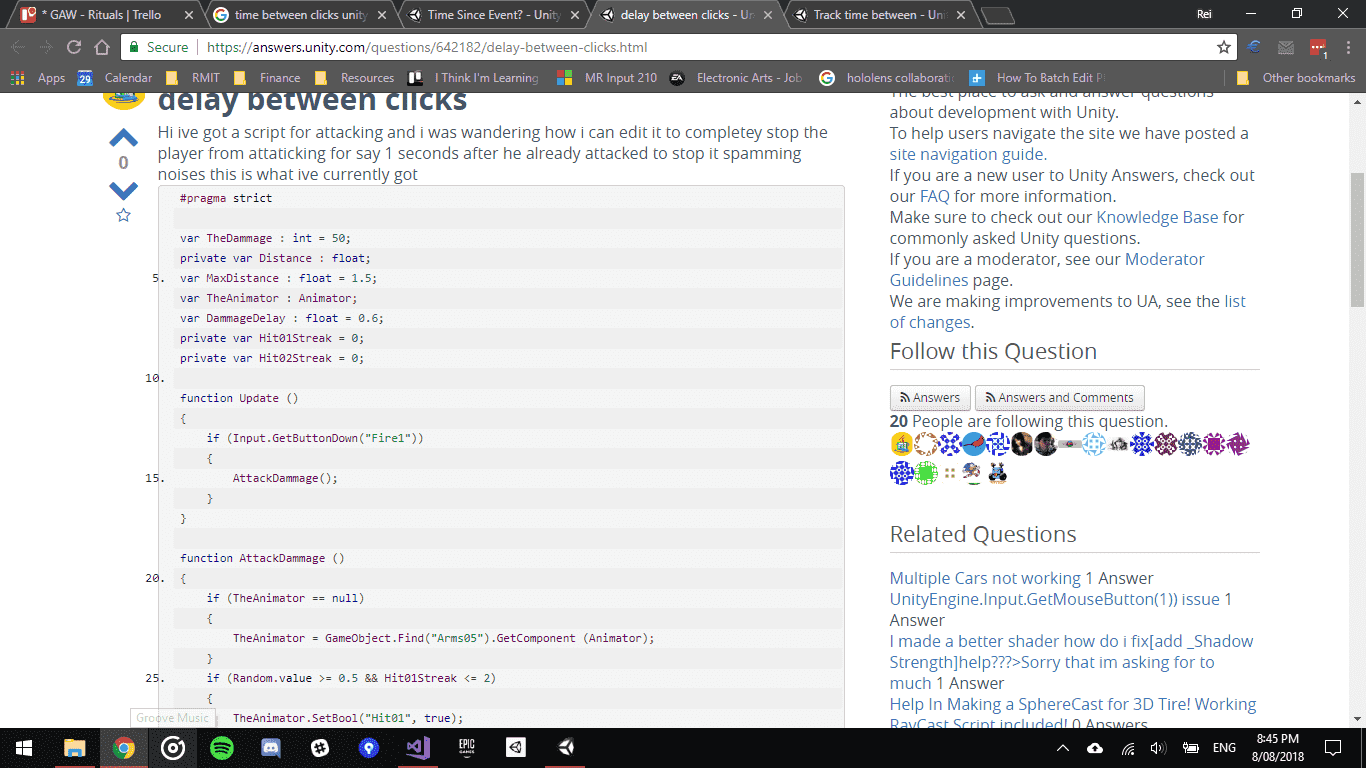 * GAW - Rituals | Trello
time between clicks unity
Time Since Event? - Unity
delay between clicks - Un
Track time between - Uni
Rei
Secure
https://answers.unity.com/questions/642182/delay-between-clicks.html
1
Apps
29
Calendar
RMIT
Finance
Resources
I Think I'm Learning
MR Input 210
Electronic Arts - Job
hololens collaborati
How To Batch Edit Pl
Other bookmarks
delay between clicks
Hi ive got a script for attacking and i was wandering how i can edit it to completey stop the
player from attaticking for say 1 seconds after he already attacked to stop it spamming
noises this is what ive currently got
0
#pragma strict
var TheDammage : int = 50;
private var Distance : float;
5. var MaxDistance : float = 1.5;
var TheAnimator : Animator;
var DammageDelay : float = 0.6;
private var Hit01Streak = 0;
private var Hit02Streak = 0;
10.
function Update ()
{
if (Input.GetButtonDown("Fire1"))
{
15. AttackDammage();
}
}
function AttackDammage ()
20. {
if (TheAnimator == null)
{
TheAnimator = GameObject.Find("Arms05").GetComponent (Animator);
}
25. if (Random.value >= 0.5 && Hit01Streak <= 2)
{
TheAnimator.SetBool("Hit01", true);
Groove Music
The best place to ask and answer questions
about development with Unity.
To help users navigate the site we have posted a
site navigation guide.
If you are a new user to Unity Answers, check out
our FAQ for more information.
Make sure to check out our Knowledge Base for
commonly asked Unity questions.
If you are a moderator, see our Moderator
Guidelines page.
We are making improvements to UA, see the list
of changes.
Follow this Question
Answers
Answers and Comments
20 People are following this question.
Related Questions
Multiple Cars not working 1 Answer
UnityEngine.Input.GetMouseButton(1)) issue 1
Answer
I made a better shader how do i fix[add _Shadow
Strength]help???>Sorry that im asking for to
much 1 Answer
Help In Making a SphereCast for 3D Tire! Working
RayCast Script included! 0 Answers
EPIC
GAMES
ENG
8:45 PM
8/08/2018